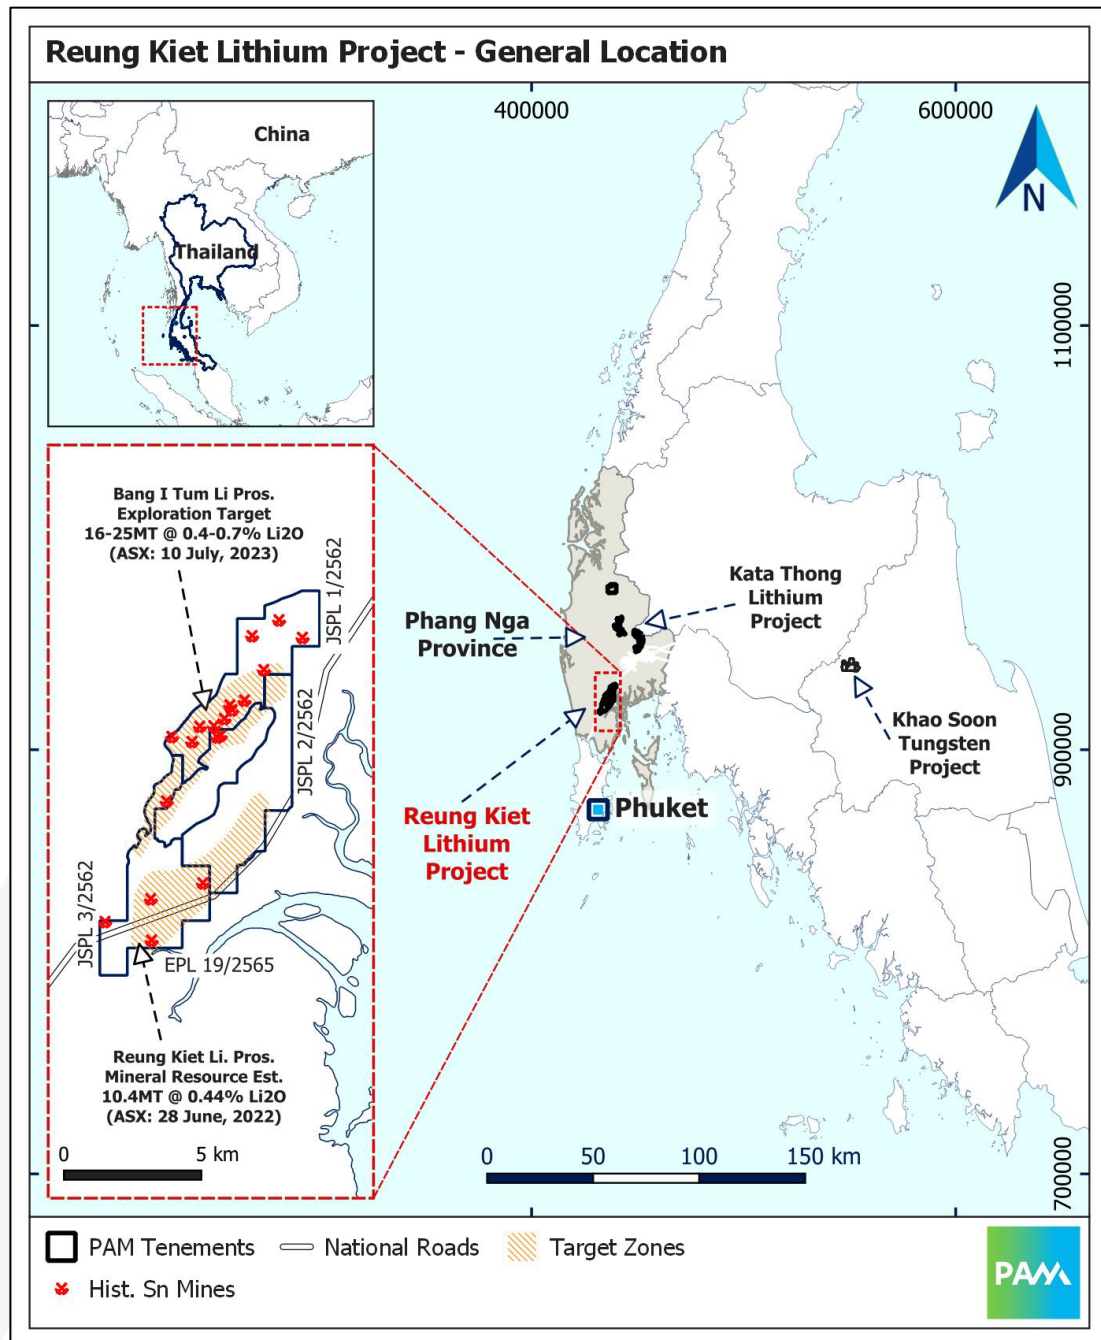 Reung Kiet Lithium Project - General Location
400000
600000
China
Thailand
N
1100000
Bang I Tum Li Pros.
Exploration Target
16-25MT @ 0.4-0.7% Li2O
(ASX: 10 July, 2023)
JSPL 1/2562
JSPL 2/2562
JSPL 3/2562
EPL 19/2565
Reung Kiet Li. Pros.
Mineral Resource Est.
10.4MT @ 0.44% Li2O
(ASX: 28 June, 2022)
0 5 km
Phang Nga
Province
Kata Thong
Lithium
Project
Khao Soon
Tungsten
Project
900000
Reung Kiet
Lithium
Project
Phuket
0 50 100 150 km
700000
PAM Tenements
National Roads
Target Zones
Hist. Sn Mines
PAM